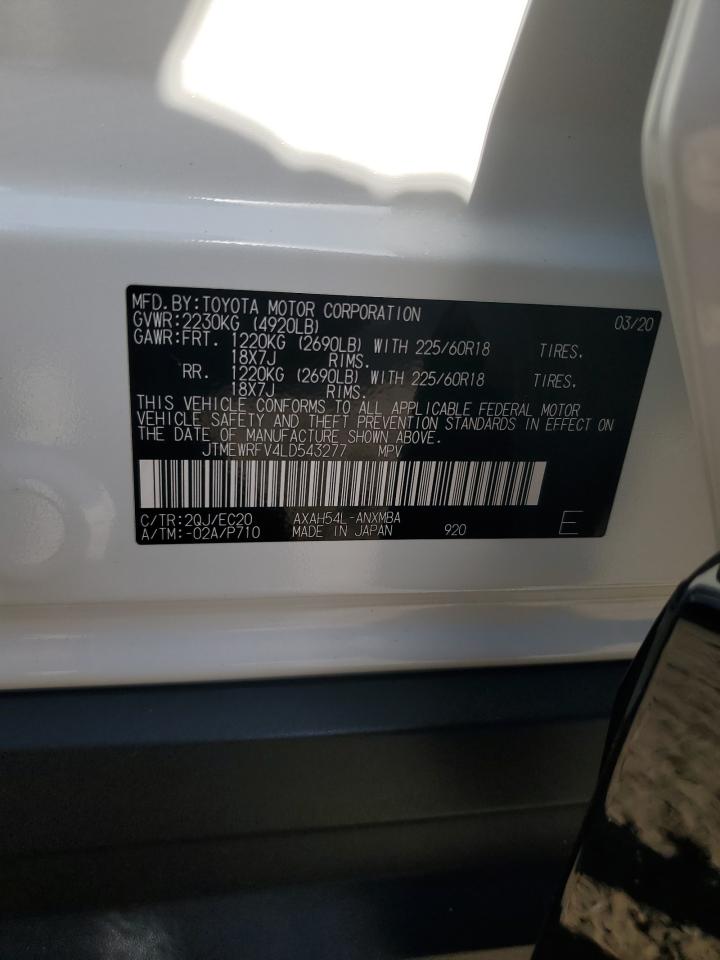 MFD.BY:TOYOTA MOTOR CORPORATION 03/20
GVWR:2230KG (4920LB)
GAWR:FRT. 1220KG (2690LB) WITH 225/60R18 TIRES.
18X7J RIMS.
RR. 1220KG (2690LB) WITH 225/60R18 TIRES.
18X7J RIMS.
THIS VEHICLE CONFORMS TO ALL APPLICABLE FEDERAL MOTOR
VEHICLE SAFETY AND THEFT PREVENTION STANDARDS IN EFFECT ON
THE DATE OF MANUFACTURE SHOWN ABOVE.
JTMEWRFV4LD543277 MPV
C/TR:2QJ/EC20 AXAH54L-ANXMBA
A/TM:-02A/P710 MADE IN JAPAN 920 E